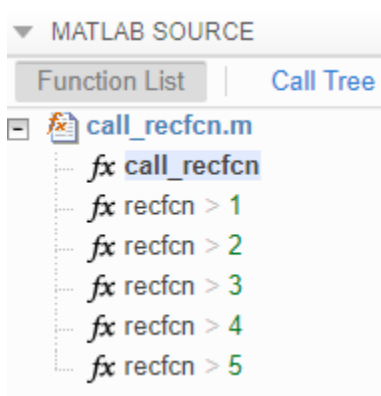 MATLAB SOURCE
Function List Call Tree
call_recfcn.m
fx call_recfcn
fx recfcn > 1
fx recfcn > 2
fx recfcn > 3
fx recfcn > 4
fx recfcn > 5